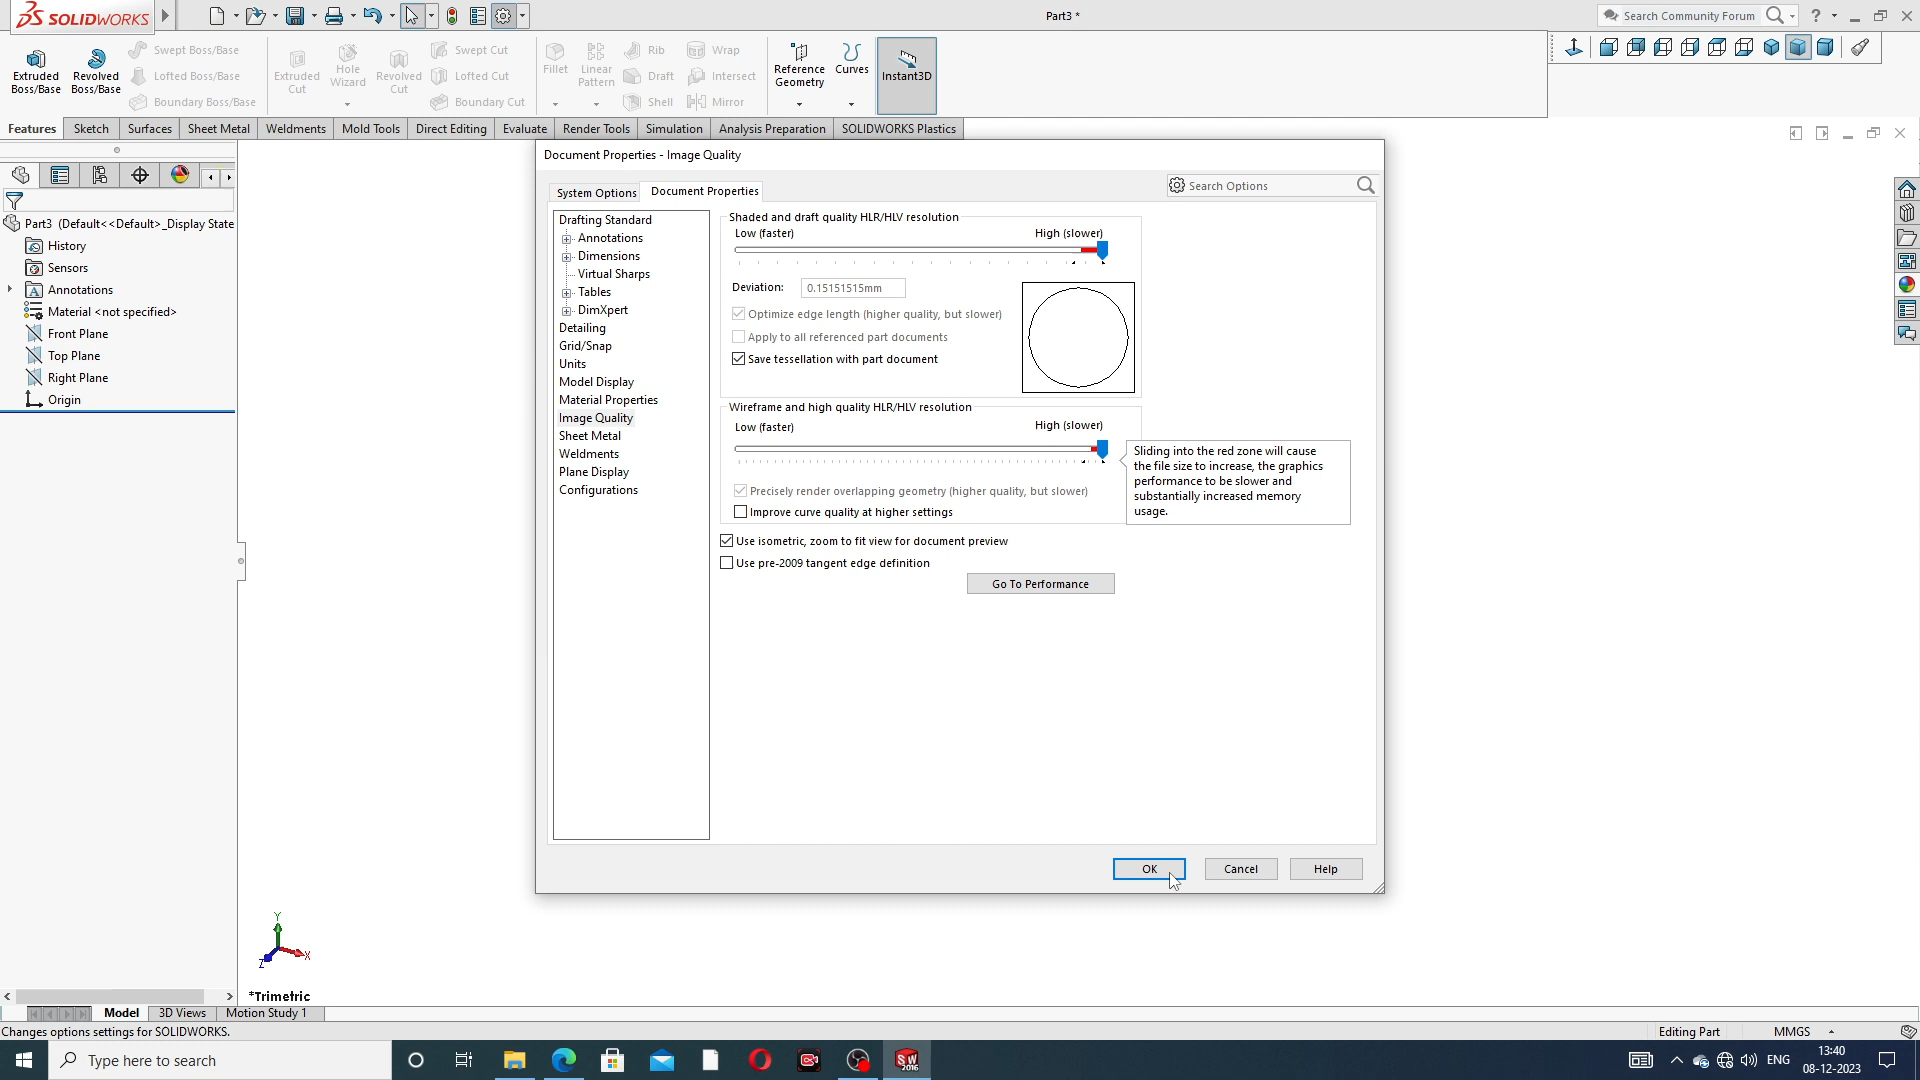 SOLIDWORKS
Part3 *
Search Community Forum
?
Extruded Boss/Base
Revolved Boss/Base
Swept Boss/Base
Lofted Boss/Base
Boundary Boss/Base
Extruded Cut
Hole Wizard
Revolved Cut
Swept Cut
Lofted Cut
Boundary Cut
Fillet
Linear Pattern
Rib
Draft
Shell
Wrap
Intersect
Mirror
Reference Geometry
Curves
Instant3D
Features
Sketch
Surfaces
Sheet Metal
Weldments
Mold Tools
Direct Editing
Evaluate
Render Tools
Simulation
Analysis Preparation
SOLIDWORKS Plastics
Part3 (Default<<Default>_Display State
History
Sensors
Annotations
Material <not specified>
Front Plane
Top Plane
Right Plane
Origin
Document Properties - Image Quality
System Options
Document Properties
Search Options
Drafting Standard
Annotations
Dimensions
Virtual Sharps
Tables
DimXpert
Detailing
Grid/Snap
Units
Model Display
Material Properties
Image Quality
Sheet Metal
Weldments
Plane Display
Configurations
Shaded and draft quality HLR/HLV resolution
Low (faster)
High (slower)
Deviation:
0.15151515mm
Optimize edge length (higher quality, but slower)
Apply to all referenced part documents
Save tessellation with part document
Wireframe and high quality HLR/HLV resolution
Low (faster)
High (slower)
Precisely render overlapping geometry (higher quality, but slower)
Improve curve quality at higher settings
Sliding into the red zone will cause
the file size to increase, the graphics
performance to be slower and
substantially increased memory
usage.
Use isometric, zoom to fit view for document preview
Use pre-2009 tangent edge definition
Go To Performance
OK
Cancel
Help
Y
X
Z
*Trimetric
Model
3D Views
Motion Study 1
Changes options settings for SOLIDWORKS.
Editing Part
MMGS
Type here to search
SW
2016
ENG
13:40
08-12-2023